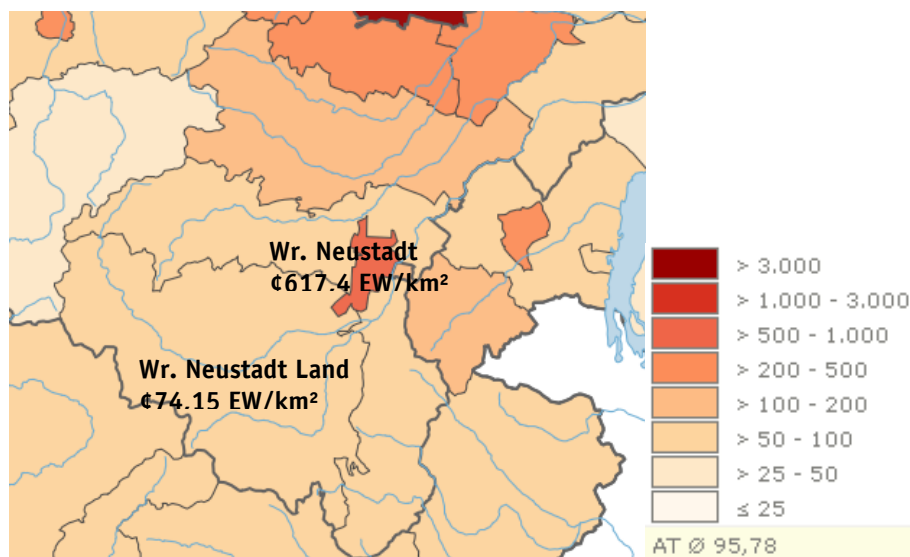 Wr. Neustadt
¢617.4 EW/km²
Wr. Neustadt Land
¢74.15 EW/km²
> 3.000
> 1.000 - 3.000
> 500 - 1.000
> 200 - 500
> 100 - 200
> 50 - 100
> 25 - 50
≤ 25
AT Ø 95,78